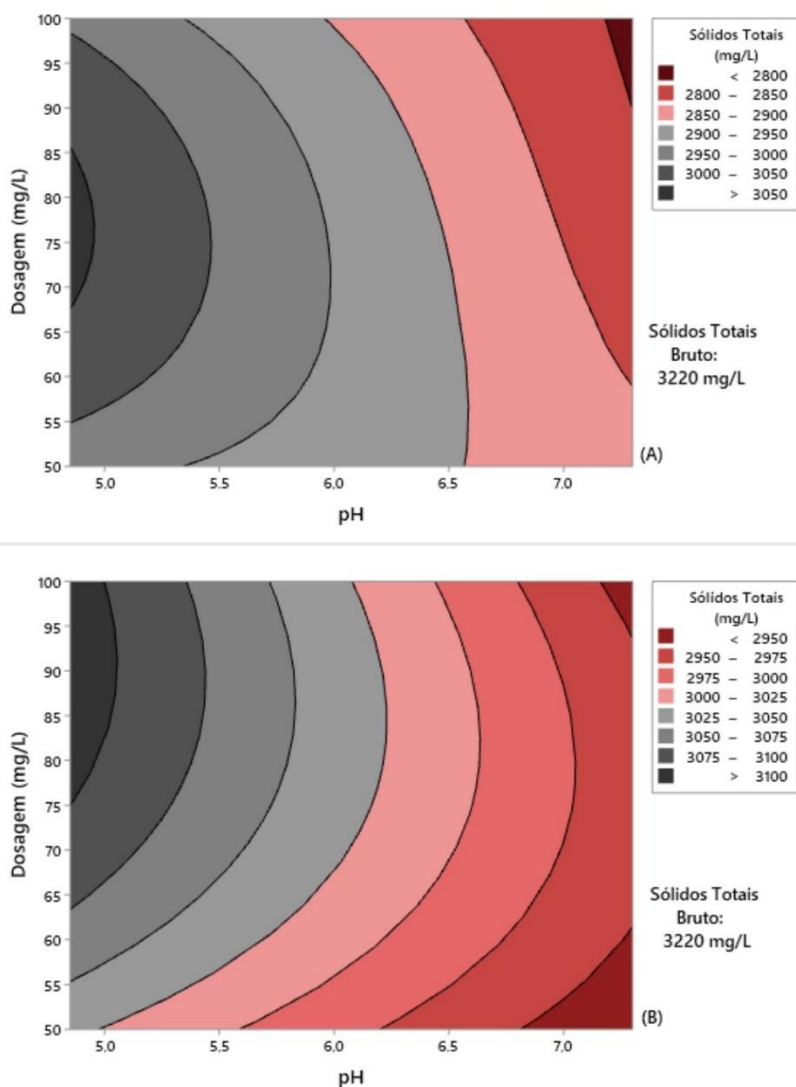 100
95
90
85
80
75
70
65
60
55
50
Dosagem (mg/L)
5.0 5.5 6.0 6.5 7.0
pH
Sólidos Totais
(mg/L)
< 2800
2800 – 2850
2850 – 2900
2900 – 2950
2950 – 3000
3000 – 3050
> 3050
Sólidos Totais
Bruto:
3220 mg/L
(A)
100
95
90
85
80
75
70
65
60
55
50
Dosagem (mg/L)
5.0 5.5 6.0 6.5 7.0
pH
Sólidos Totais
(mg/L)
< 2950
2950 – 2975
2975 – 3000
3000 – 3025
3025 – 3050
3050 – 3075
3075 – 3100
> 3100
Sólidos Totais
Bruto:
3220 mg/L
(B)